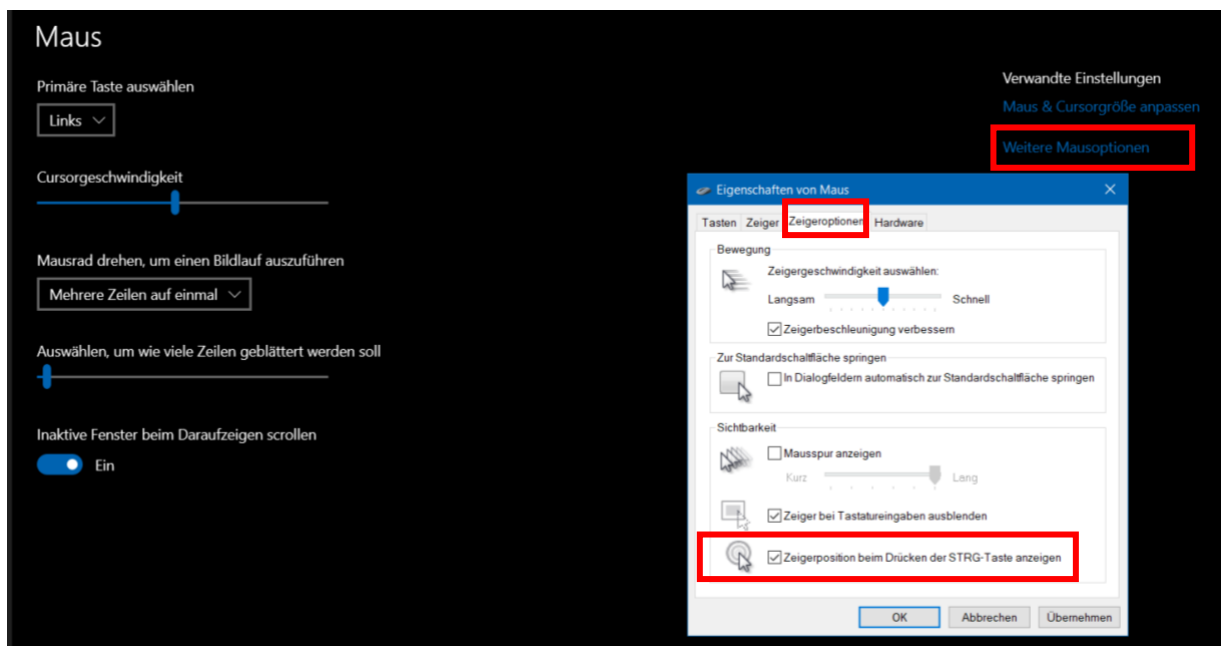 Maus
Primäre Taste auswählen
Links
Cursorgeschwindigkeit
Mausrad drehen, um einen Bildlauf auszuführen
Mehrere Zeilen auf einmal
Auswählen, um wie viele Zeilen geblättert werden soll
Inaktive Fenster beim Daraufzeigen scrollen
Ein
Verwandte Einstellungen
Maus & Cursorgröße anpassen
Weitere Mausoptionen
Eigenschaften von Maus
Tasten Zeiger Zeigeroptionen Hardware
Bewegung
Zeigergeschwindigkeit auswählen:
Langsam Schnell
Zeigerbeschleunigung verbessern
Zur Standardschaltfläche springen
In Dialogfeldern automatisch zur Standardschaltfläche springen
Sichtbarkeit
Mausspur anzeigen
Kurz Lang
Zeiger bei Tastatureingaben ausblenden
Zeigerposition beim Drücken der STRG-Taste anzeigen
OK Abbrechen Übernehmen